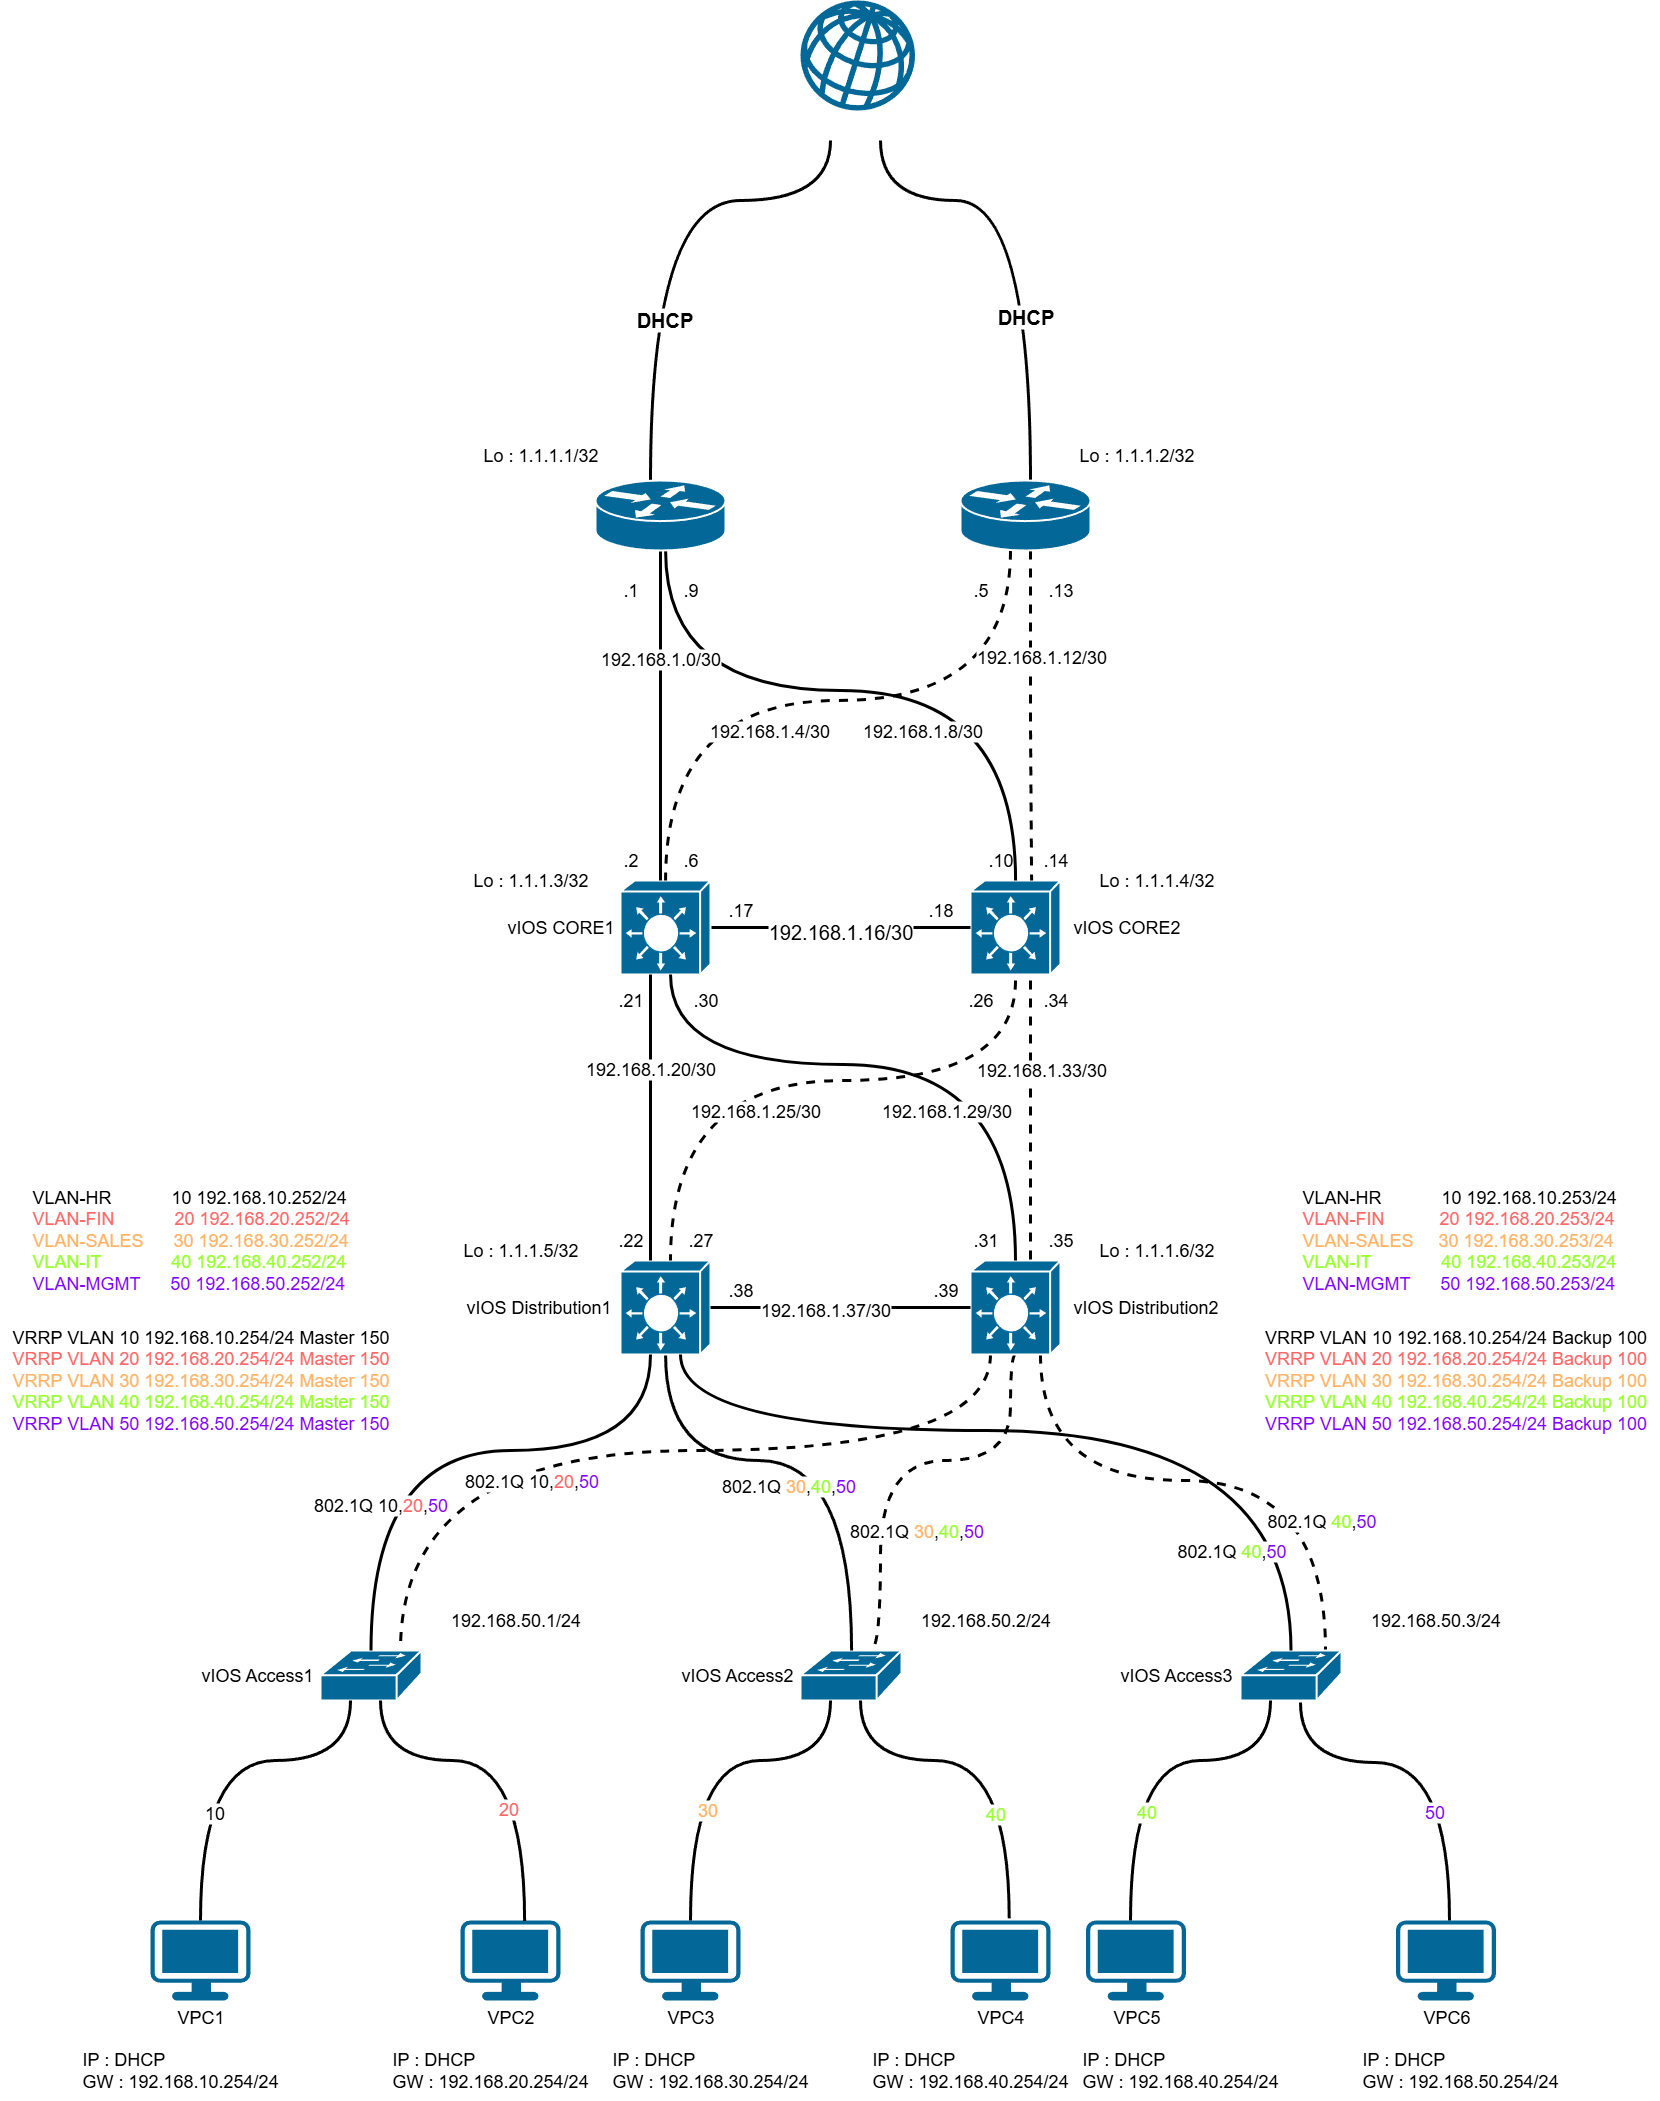 DHCP
DHCP
Lo : 1.1.1.1/32
Lo : 1.1.1.2/32
.1
.9
.5
.13
192.168.1.0/30
192.168.1.12/30
192.168.1.4/30
192.168.1.8/30
.2
.6
.10
.14
Lo : 1.1.1.3/32
Lo : 1.1.1.4/32
vIOS CORE1
.17
192.168.1.16/30
.18
vIOS CORE2
.21
.30
.26
.34
192.168.1.20/30
192.168.1.33/30
192.168.1.25/30
192.168.1.29/30
VLAN-HR 10 192.168.10.252/24
VLAN-FIN 20 192.168.20.252/24
VLAN-SALES 30 192.168.30.252/24
VLAN-IT 40 192.168.40.252/24
VLAN-MGMT 50 192.168.50.252/24
VLAN-HR 10 192.168.10.253/24
VLAN-FIN 20 192.168.20.253/24
VLAN-SALES 30 192.168.30.253/24
VLAN-IT 40 192.168.40.253/24
VLAN-MGMT 50 192.168.50.253/24
.22
.27
.31
.35
Lo : 1.1.1.5/32
Lo : 1.1.1.6/32
vIOS Distribution1
.38
192.168.1.37/30
.39
vIOS Distribution2
VRRP VLAN 10 192.168.10.254/24 Master 150
VRRP VLAN 20 192.168.20.254/24 Master 150
VRRP VLAN 30 192.168.30.254/24 Master 150
VRRP VLAN 40 192.168.40.254/24 Master 150
VRRP VLAN 50 192.168.50.254/24 Master 150
VRRP VLAN 10 192.168.10.254/24 Backup 100
VRRP VLAN 20 192.168.20.254/24 Backup 100
VRRP VLAN 30 192.168.30.254/24 Backup 100
VRRP VLAN 40 192.168.40.254/24 Backup 100
VRRP VLAN 50 192.168.50.254/24 Backup 100
802.1Q 10,20,50
802.1Q 10,20,50
802.1Q 30,40,50
802.1Q 30,40,50
802.1Q 40,50
802.1Q 40,50
192.168.50.1/24
192.168.50.2/24
192.168.50.3/24
vIOS Access1
vIOS Access2
vIOS Access3
10
20
30
40
40
50
VPC1
VPC2
VPC3
VPC4
VPC5
VPC6
IP : DHCP
GW : 192.168.10.254/24
IP : DHCP
GW : 192.168.20.254/24
IP : DHCP
GW : 192.168.30.254/24
IP : DHCP
GW : 192.168.40.254/24
IP : DHCP
GW : 192.168.40.254/24
IP : DHCP
GW : 192.168.50.254/24